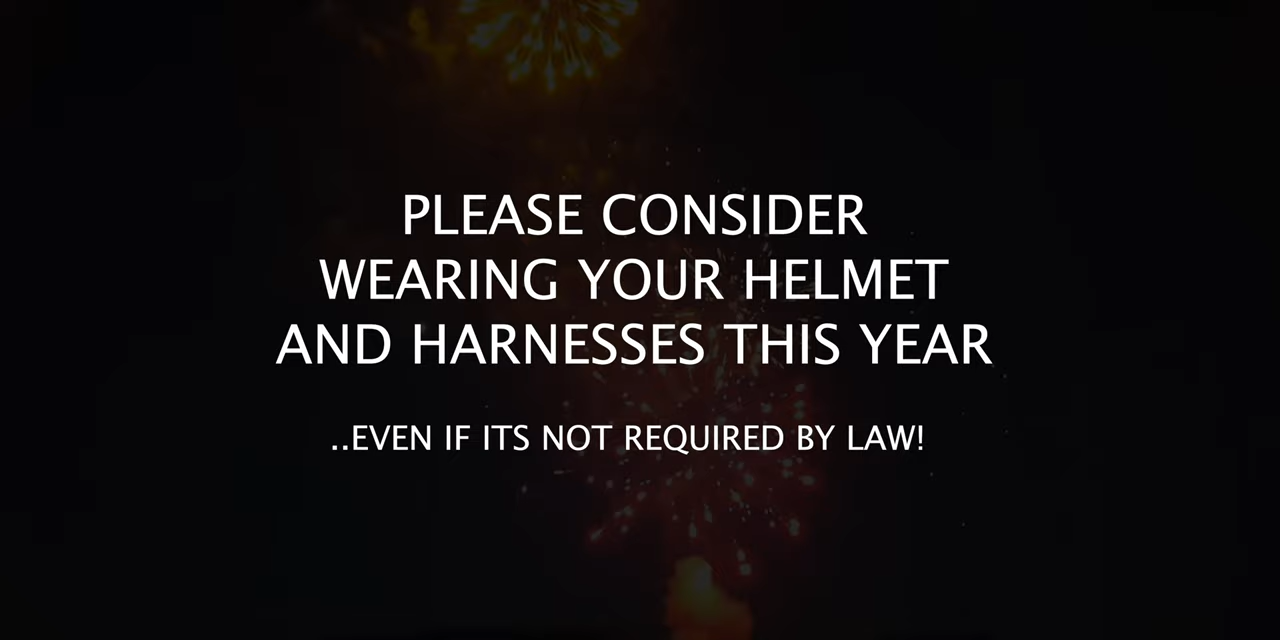 PLEASE CONSIDER
WEARING YOUR HELMET
AND HARNESSES THIS YEAR
..EVEN IF ITS NOT REQUIRED BY LAW!